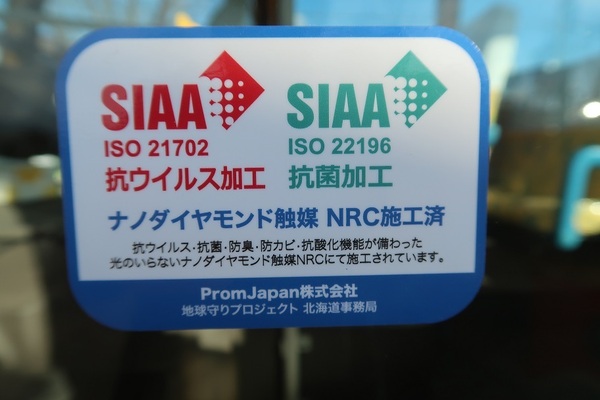 SIAA SIAA
ISO 21702 ISO 22196
抗ウイルス加工 抗菌加工
ナノダイヤモンド触媒 NRC施工済
抗ウイルス・抗菌・防臭・防カビ・抗酸化機能が備わった
光のいらないナノダイヤモンド触媒NRCにて施工されています。
PromJapan株式会社
地球守りプロジェクト 北海道事務局